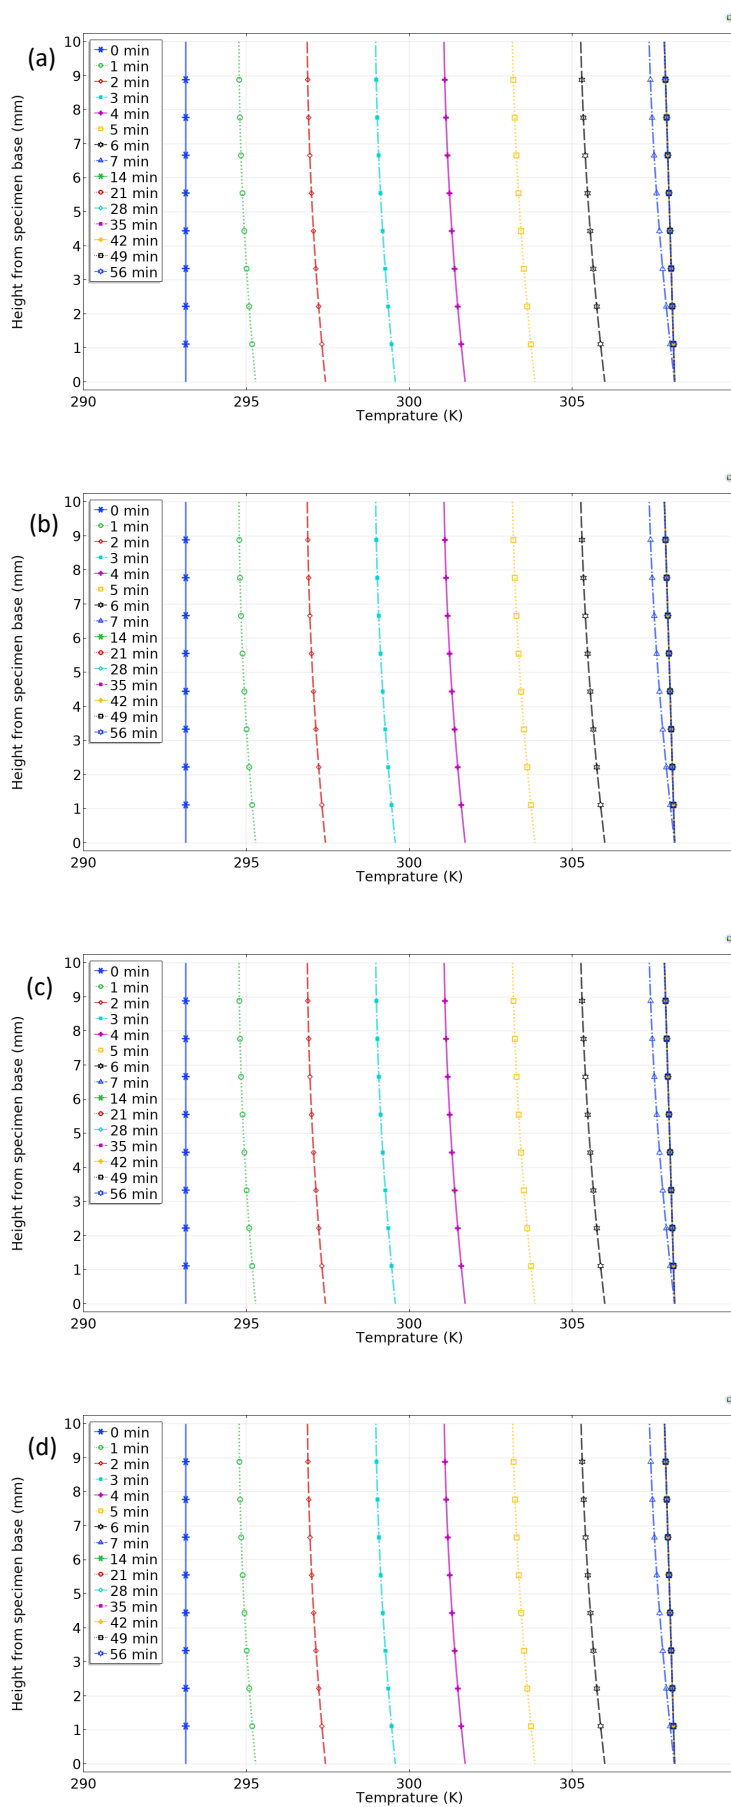 (a)
10
9
8
7
6
5
4
3
2
1
0
Height from specimen base (mm)
0 min
1 min
2 min
3 min
4 min
5 min
6 min
7 min
14 min
21 min
28 min
35 min
42 min
49 min
56 min
290
295
300
305
Temprature (K)
(b)
10
9
8
7
6
5
4
3
2
1
0
Height from specimen base (mm)
0 min
1 min
2 min
3 min
4 min
5 min
6 min
7 min
14 min
21 min
28 min
35 min
42 min
49 min
56 min
290
295
300
305
Temprature (K)
(c)
10
9
8
7
6
5
4
3
2
1
0
Height from specimen base (mm)
0 min
1 min
2 min
3 min
4 min
5 min
6 min
7 min
14 min
21 min
28 min
35 min
42 min
49 min
56 min
290
295
300
305
Temprature (K)
(d)
10
9
8
7
6
5
4
3
2
1
0
Height from specimen base (mm)
0 min
1 min
2 min
3 min
4 min
5 min
6 min
7 min
14 min
21 min
28 min
35 min
42 min
49 min
56 min
290
295
300
305
Temprature (K)